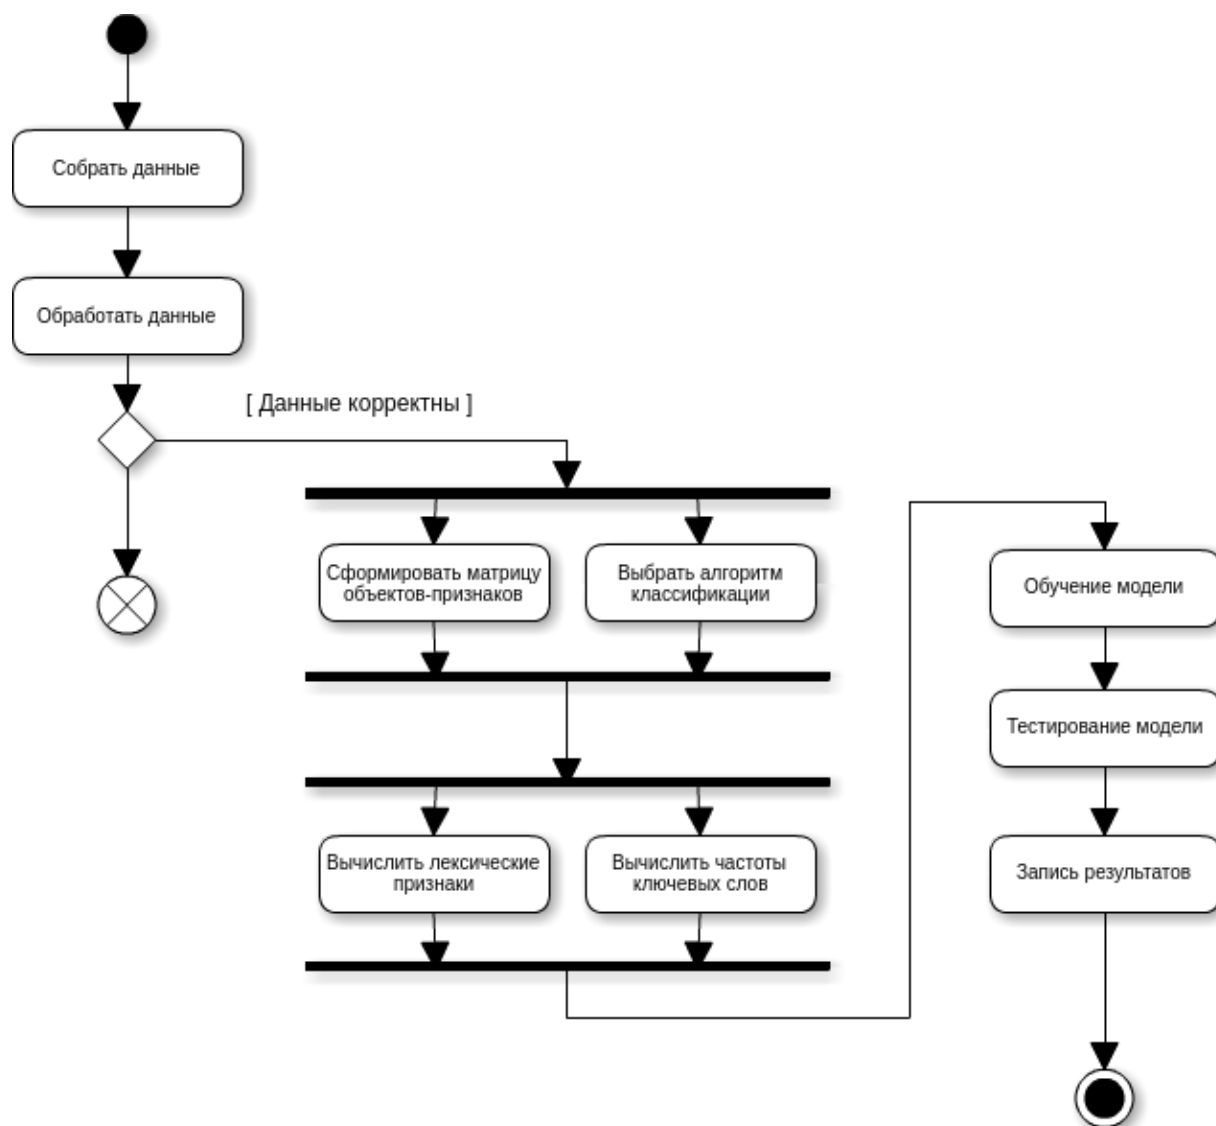 Собрать данные
Обработать данные
[ Данные корректны ]
Сформировать матрицу
объектов-признаков
Выбрать алгоритм
классификации
Вычислить лексические
признаки
Вычислить частоты
ключевых слов
Обучение модели
Тестирование модели
Запись результатов